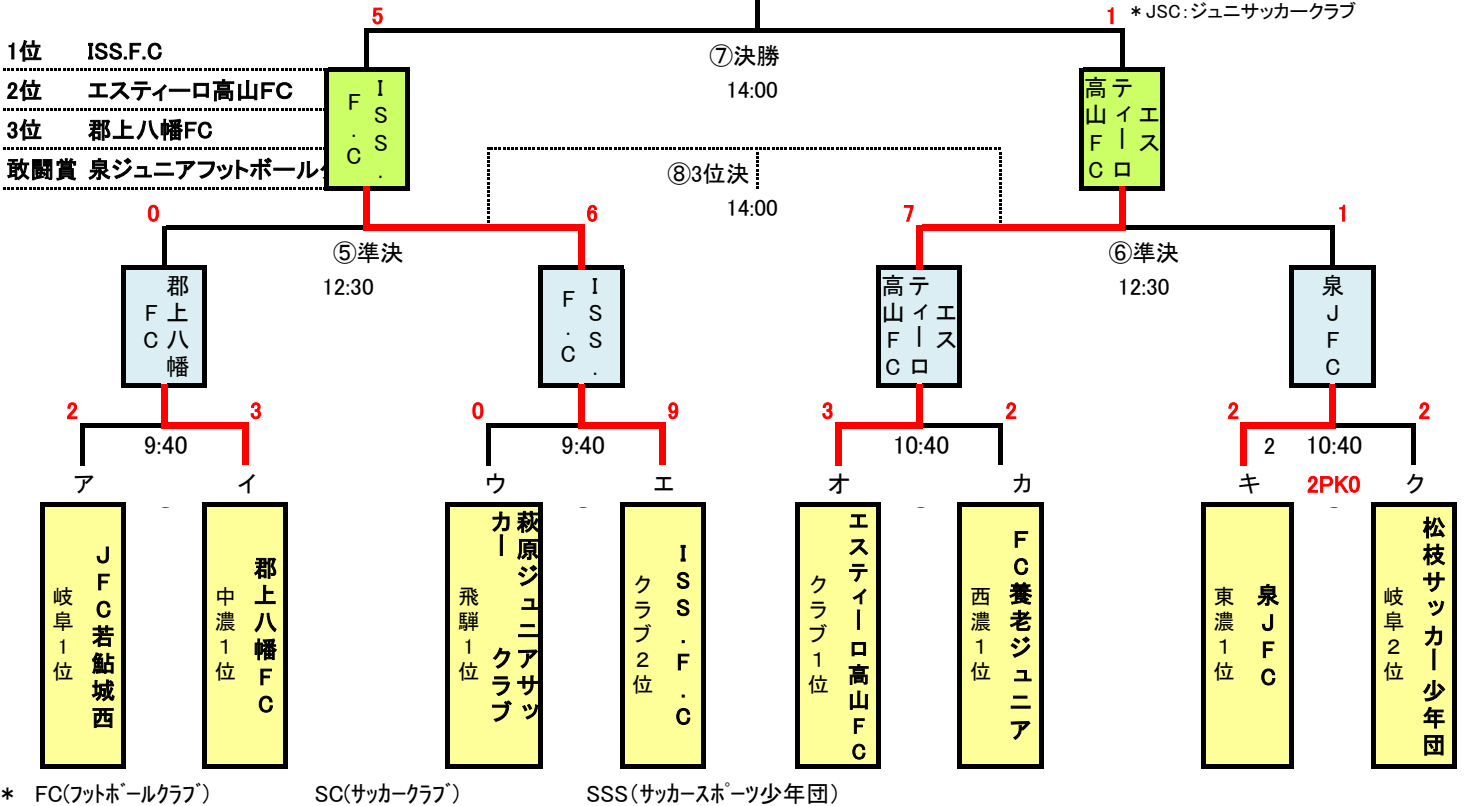 5
1
* JSC:ジュニサッカークラブ
1位 ISS.F.C
2位 エスティーロ高山FC
3位 郡上八幡FC
敢闘賞 泉ジュニアフットボール
⑦決勝
14:00
ISS.F.C
エスティーロ高山FC
⑧3位決
14:00
0
6
7
1
⑤準決
12:30
⑥準決
12:30
郡上八幡FC
ISS.F.C
エスティーロ高山FC
泉JFC
2
3
0
9
3
2
2
2
9:40
9:40
10:40
2 10:40
ア
イ
ウ
エ
オ
カ
キ
2PK0
ク
JFC若鮎城西
岐阜1位
郡上八幡FC
中濃1位
萩原ジュニアサッカー クラブ
飛騨1位
ISS.F.C
クラブ2位
エスティーロ高山FC
クラブ1位
FC養老ジュニア
西濃1位
泉JFC
東濃1位
松枝サッカー少年団
岐阜2位
* FC(フットボールクラブ) SC(サッカークラブ) SSS(サッカースポーツ少年団)